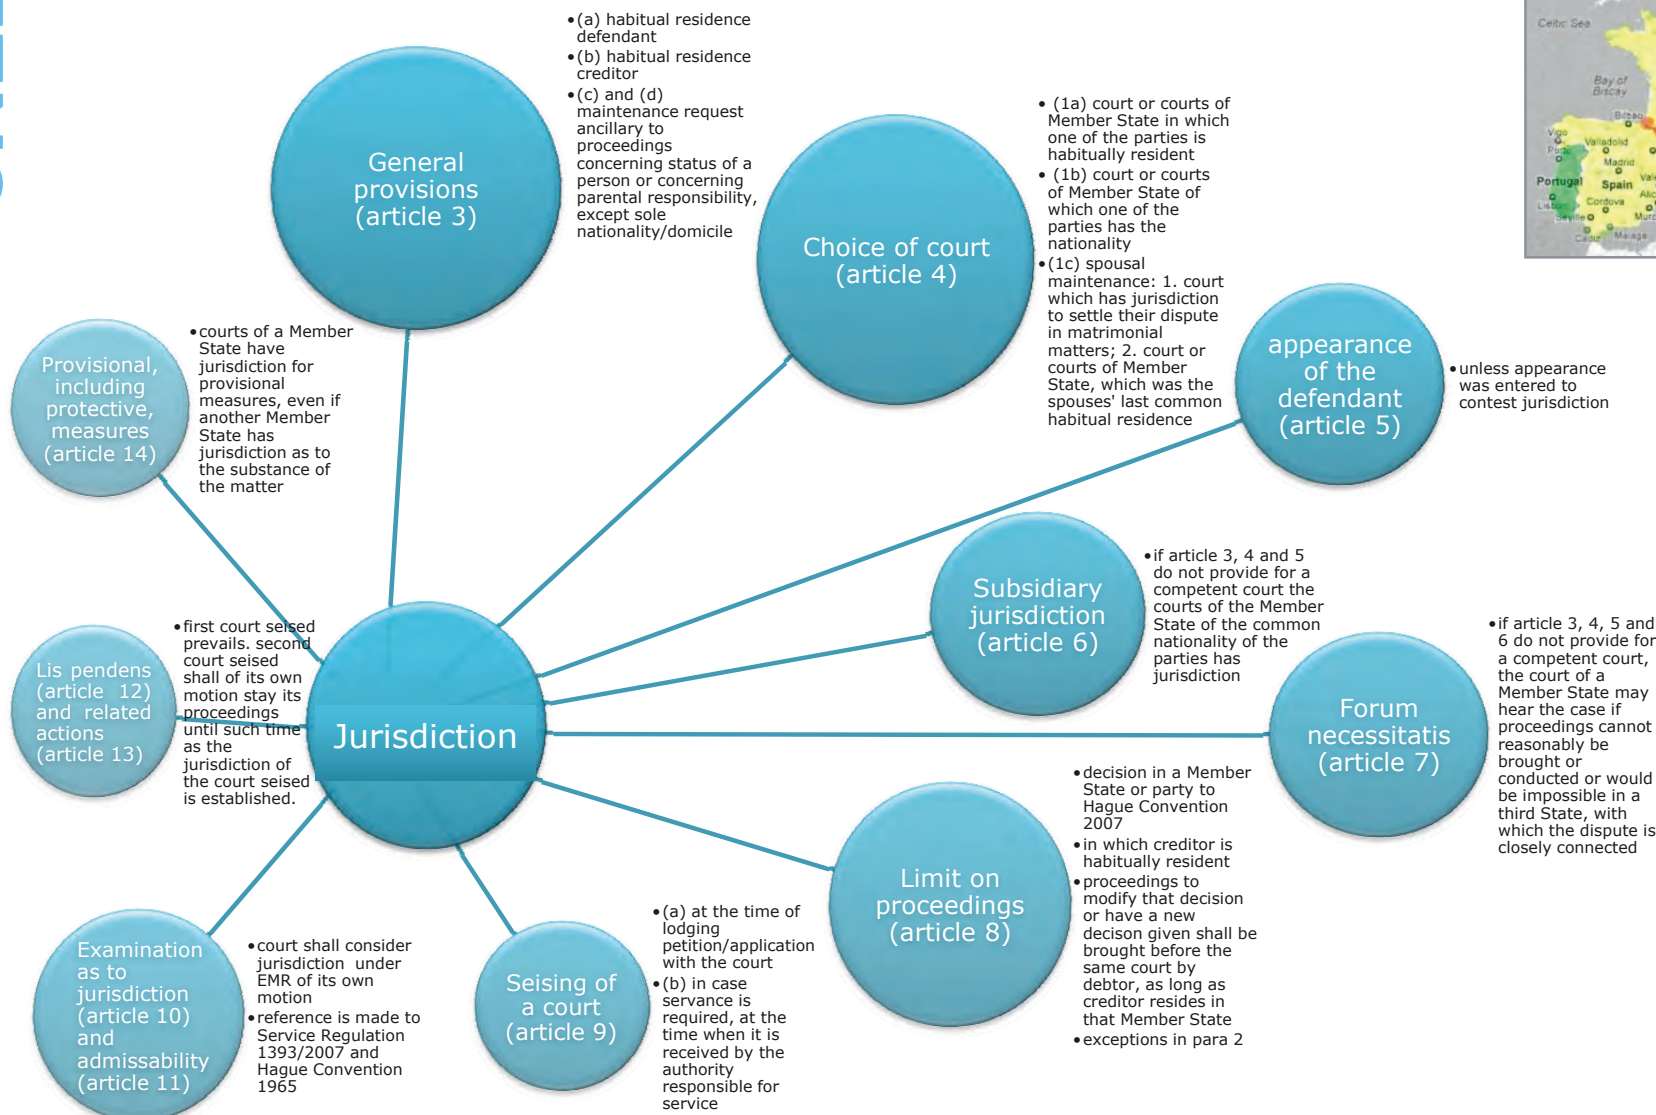 General
provisions
(article 3)
•(a) habitual residence
defendant
•(b) habitual residence
creditor
•(c) and (d)
maintenance request
ancillary to
proceedings
concerning status of a
person or concerning
parental responsibility,
except sole
nationality/domicile
Choice of court
(article 4)
• (1a) court or courts of
Member State in which
one of the parties is
habitually resident
• (1b) court or courts
of Member State of
which one of the
parties has the
nationality
•(1c) spousal
maintenance: 1. court
which has jurisdiction
to settle their dispute
in matrimonial
matters; 2. court or
courts of Member
State, which was the
spouses' last common
habitual residence
Celtic Sea
Bay of
Biscay
Bilbao
Vigo
Porto
Valladolid
Madrid
Portugal
Spain
Cordova
Seville
Malaga
appearance
of the
defendant
(article 5)
•unless appearance
was entered to
contest jurisdiction
Provisional,
including
protective,
measures
(article 14)
•courts of a Member
State have
jurisdiction for
provisional
measures, even if
another Member
State has
jurisdiction as to
the substance of
the matter
Subsidiary
jurisdiction
(article 6)
•if article 3, 4 and 5
do not provide for a
competent court the
courts of the Member
State of the common
nationality of the
parties has
jurisdiction
Lis pendens
(article 12)
and related
actions
(article 13)
•first court seised
prevails. second
court seised
shall of its own
motion stay its
proceedings
until such time
as the
jurisdiction of
the court seised
is established.
Jurisdiction
Forum
necessitatis
(article 7)
•if article 3, 4, 5 and
6 do not provide for
a competent court,
the court of a
Member State may
hear the case if
proceedings cannot
reasonably be
brought or
conducted or would
be impossible in a
third State, with
which the dispute is
closely connected
Limit on
proceedings
(article 8)
•decision in a Member
State or party to
Hague Convention
2007
•in which creditor is
habitually resident
•proceedings to
modify that decision
or have a new
decison given shall be
brought before the
same court by
debtor, as long as
creditor resides in
that Member State
•exceptions in para 2
Examination
as to
jurisdiction
(article 10)
and
admissability
(article 11)
•court shall consider
jurisdiction under
EMR of its own
motion
•reference is made to
Service Regulation
1393/2007 and
Hague Convention
1965
Seising of
a court
(article 9)
•(a) at the time of
lodging
petition/application
with the court
•(b) in case
servance is
required, at the
time when it is
received by the
authority
responsible for
service